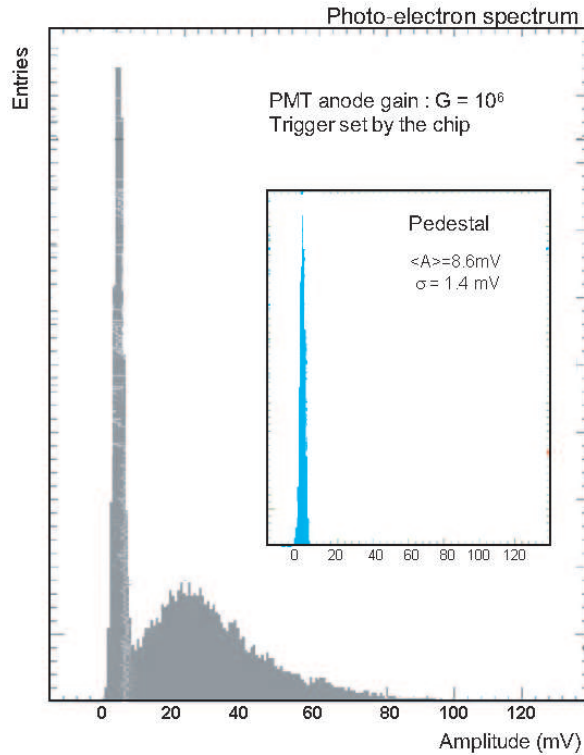 Photo-electron spectrum
Entries
PMT anode gain : G = 10⁶
Trigger set by the chip
Pedestal
<A>=8.6mV
σ = 1.4 mV
0 20 40 60 80 100 120
0 20 40 60 80 100 120
Amplitude (mV)